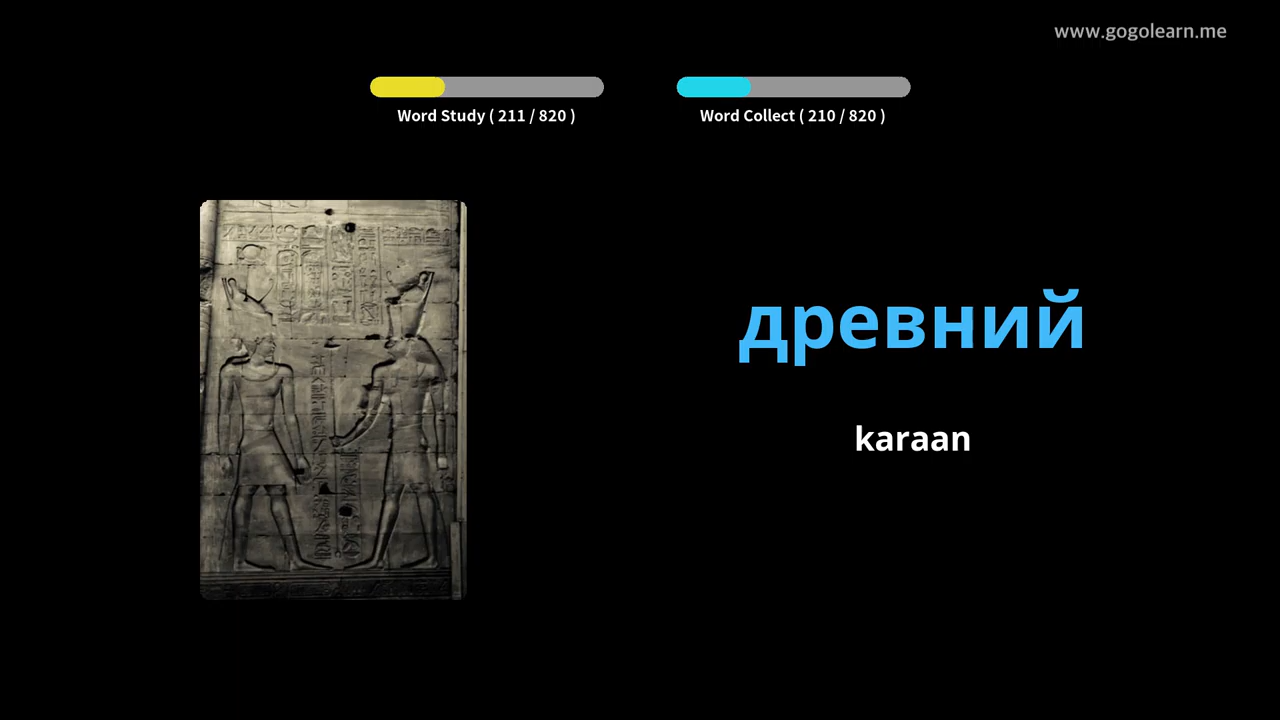 www.gogolearn.me
Word Study ( 211 / 820 )
Word Collect ( 210 / 820 )
древний
karaan